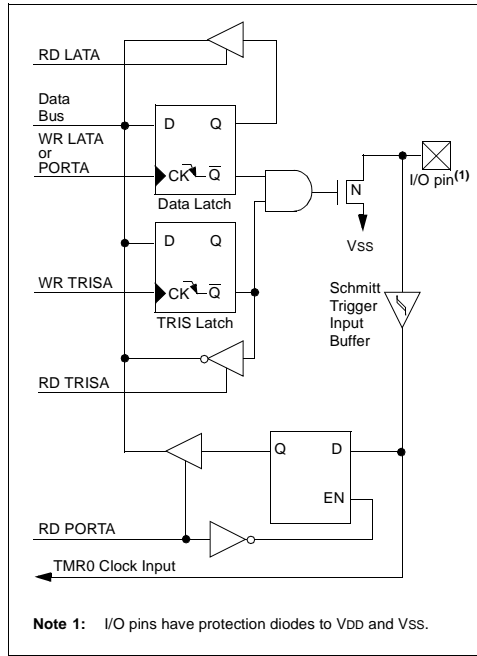 RD LATA
Data
Bus
WR LATA
or
PORTA
D Q
CK Q
Data Latch
D Q
WR TRISA
CK Q
TRIS Latch
RD TRISA
N
I/O pin(1)
VSS
Schmitt
Trigger
Input
Buffer
Q D
EN
RD PORTA
TMR0 Clock Input
Note 1: I/O pins have protection diodes to VDD and VSS.